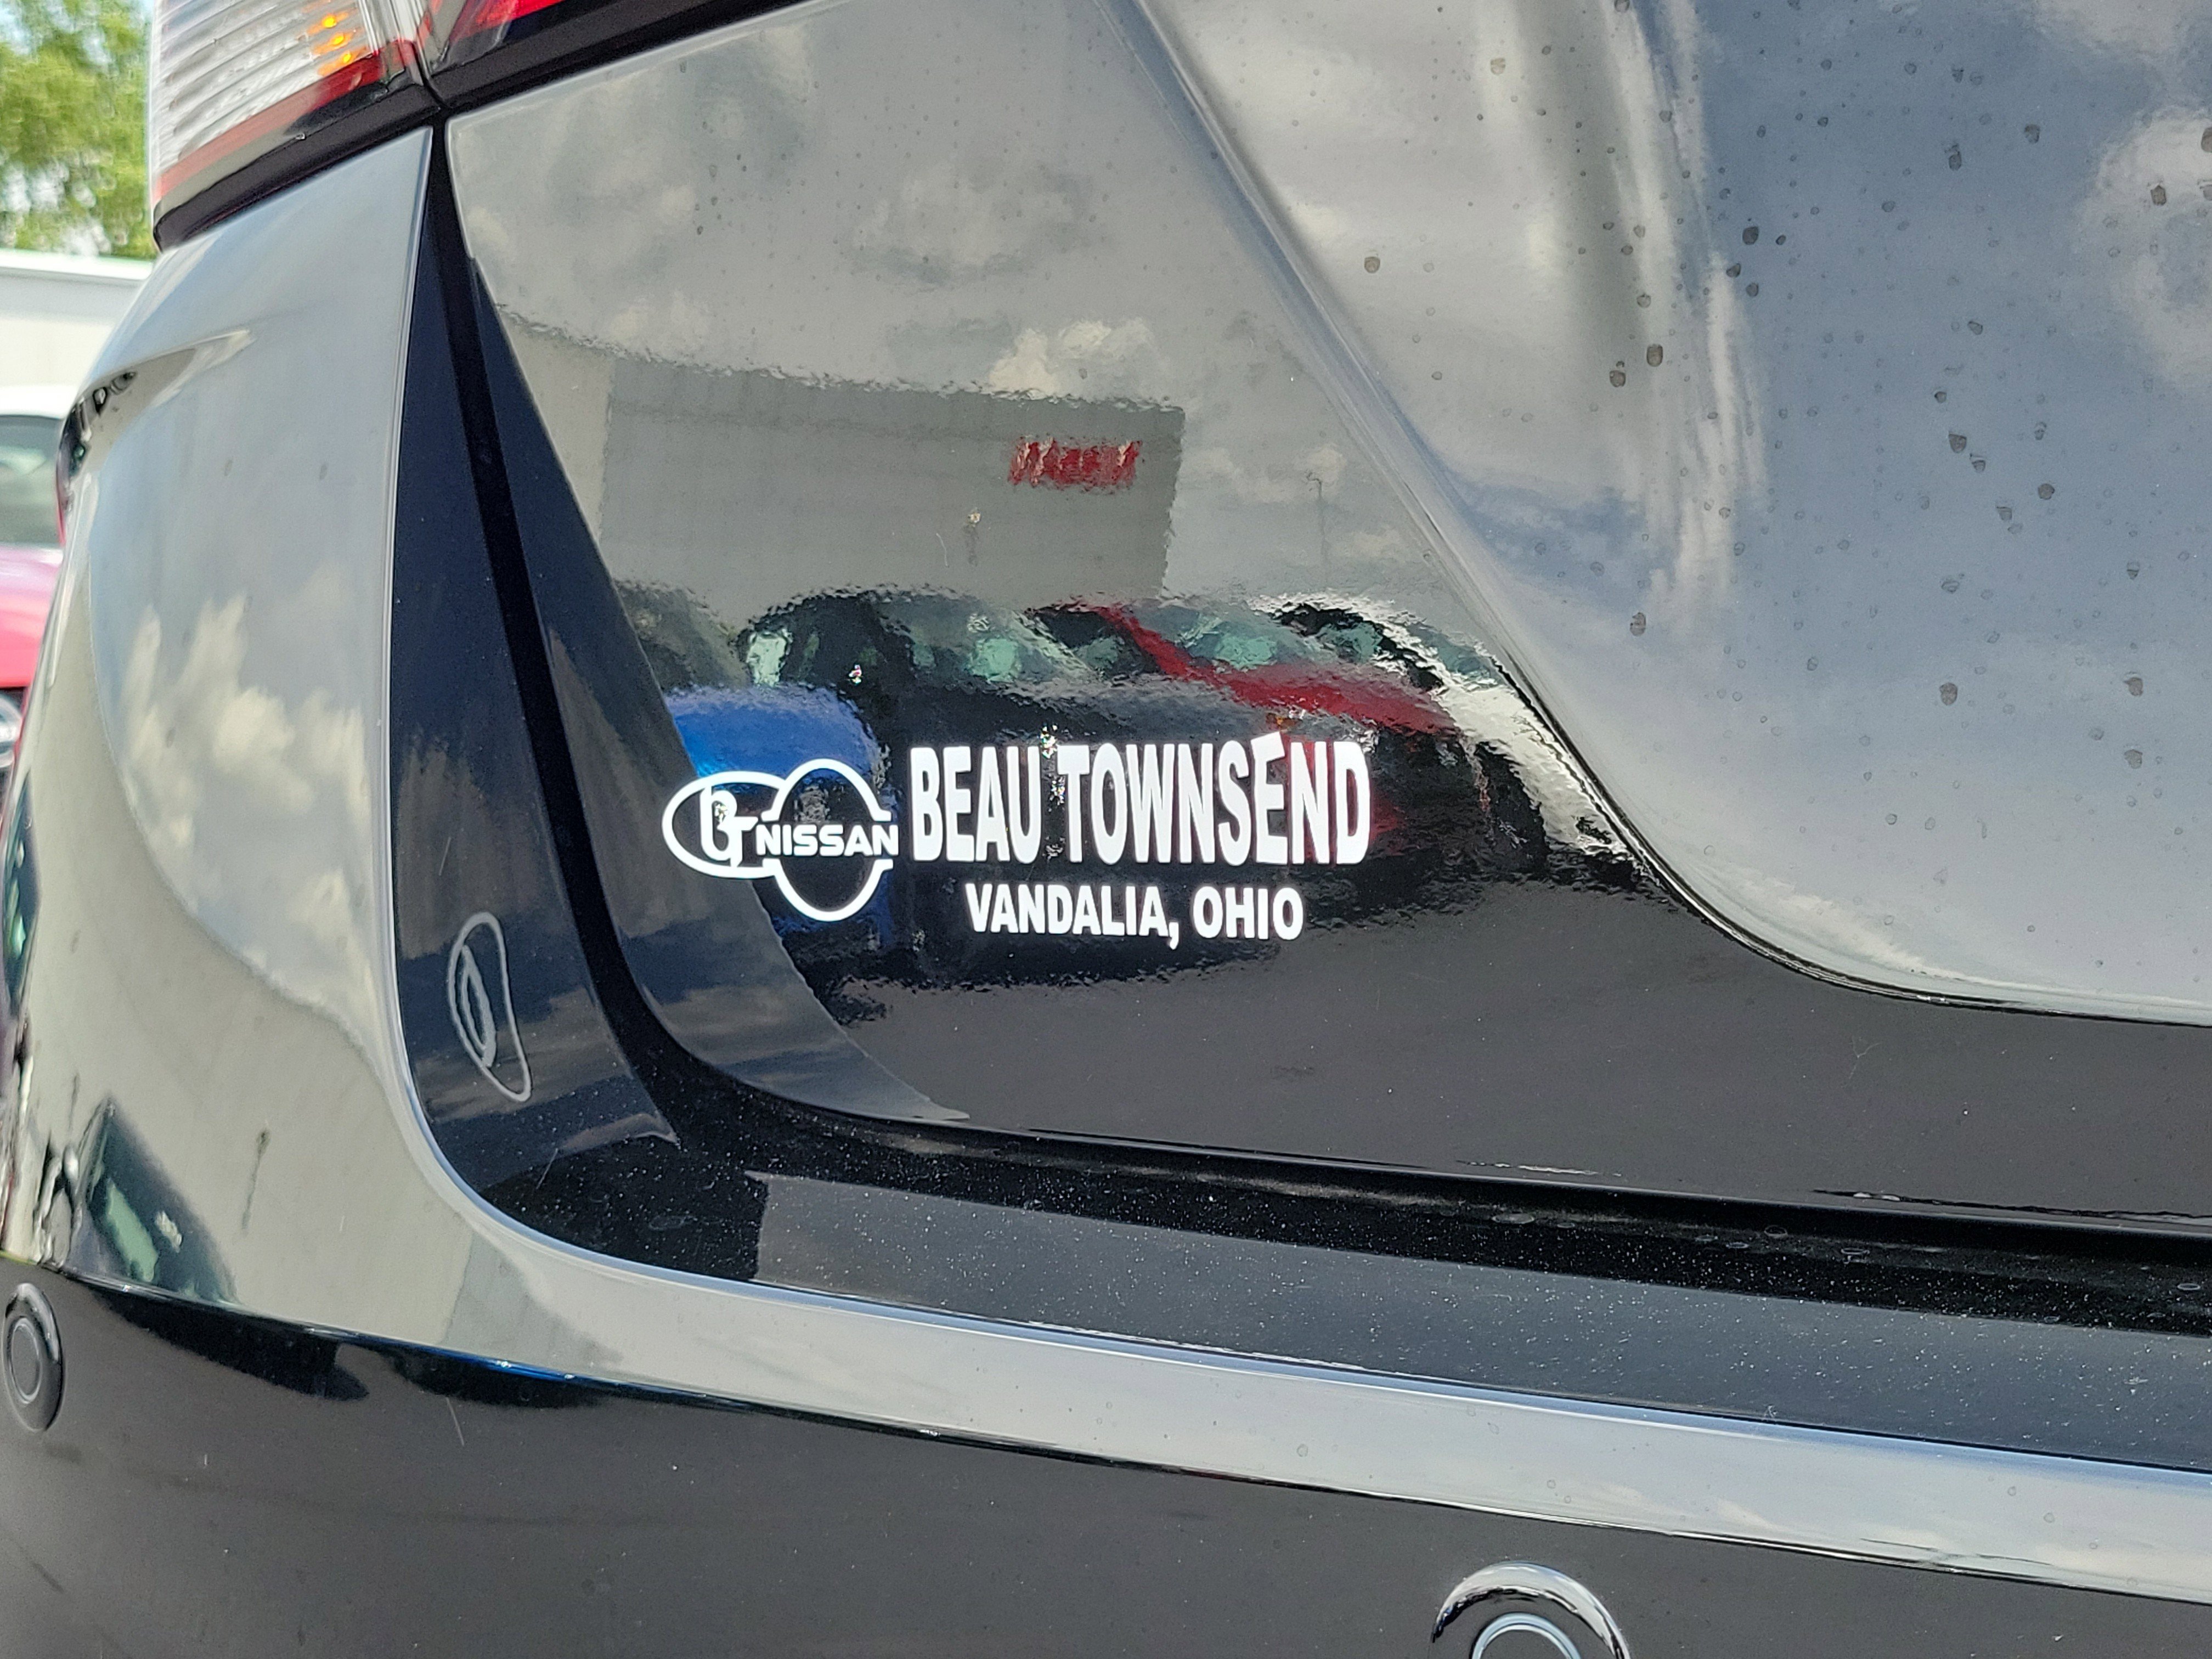 BT NISSAN BEAU TOWNSEND
VANDALIA, OHIO